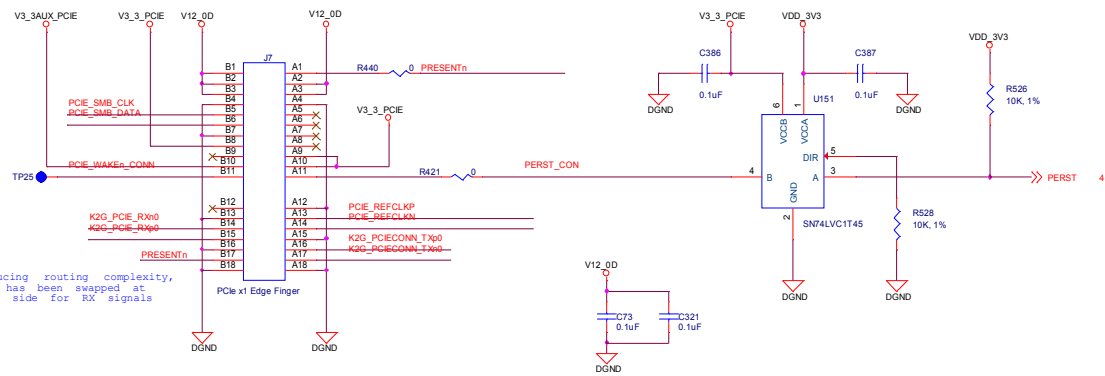 V3_3AUX_PCIE
V3_3_PCIE
V12_0D
V12_0D
V3_3_PCIE
VDD_3V3
VDD_3V3
J7
B1
B2
B3
B4
B5
B6
B7
B8
B9
B10
B11
B12
B13
B14
B15
B16
B17
B18
A1
A2
A3
A4
A5
A6
A7
A8
A9
A10
A11
A12
A13
A14
A15
A16
A17
A18
PCIe x1 Edge Finger
PCIE_SMB_CLK
PCIE_SMB_DATA
PCIE_WAKEn_CONN
TP25
K2G_PCIE_RXn0
K2G_PCIE_RXp0
PRESENTn
ucing routing complexity,
has been swapped at
side for RX signals
DGND
DGND
R440
0
PRESENTn
V3_3_PCIE
R421
0
PERST_CON
PCIE_REFCLKP
PCIE_REFCLKN
K2G_PCIECONN_TXp0
K2G_PCIECONN_TXn0
V12_0D
C73
0.1uF
C321
0.1uF
DGND
C386
0.1uF
DGND
C387
0.1uF
DGND
6
1
U151
VCCB
VCCA
DIR
5
4
B
A
3
GND
2
SN74LVC1T45
DGND
R528
10K, 1%
DGND
R526
10K, 1%
PERST
4